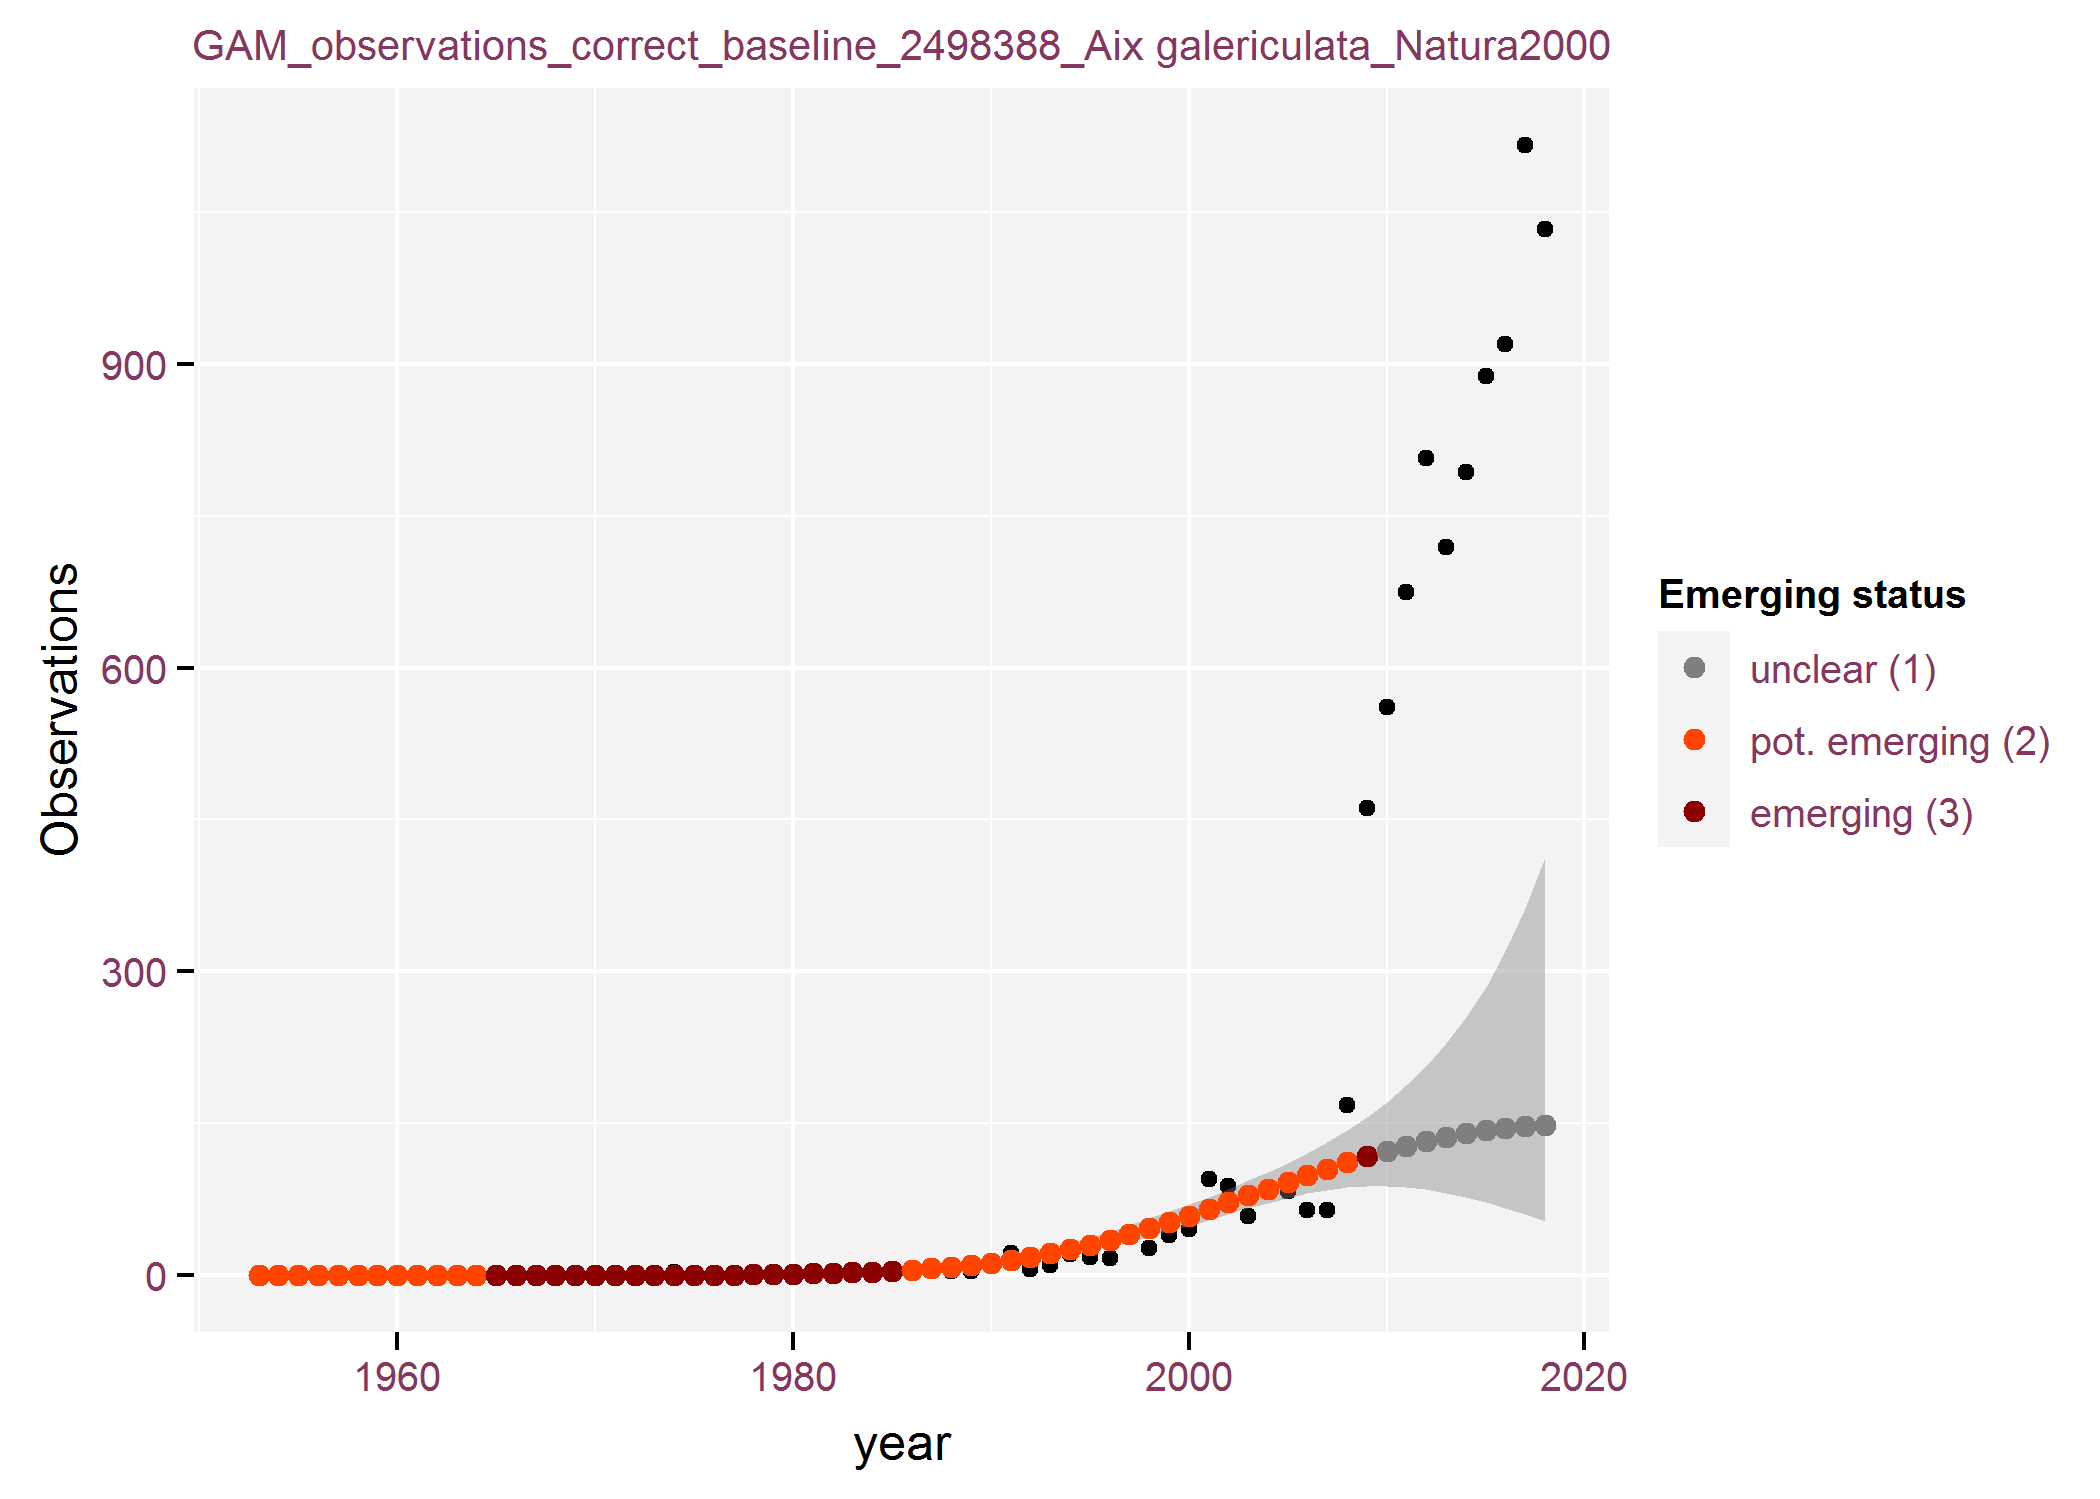 GAM_observations_correct_baseline_2498388_Aix galericulata_Natura2000
Observations
900
600
300
0
1960
1980
2000
2020
year
Emerging status
unclear (1)
pot. emerging (2)
emerging (3)